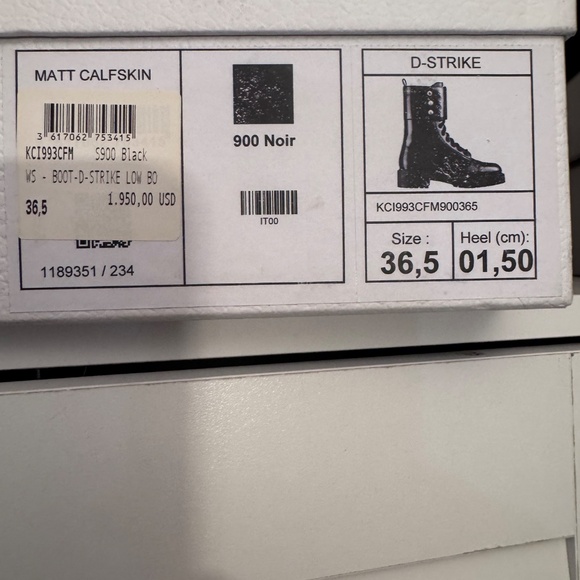 MATT CALFSKIN
3 617062 753415
KCI993CFM S900 Black
WS - BOOT-D-STRIKE LOW BO
1.950,00 USD
36,5
1189351 / 234
900 Noir
IT00
D-STRIKE
KCI993CFM900365
Size : Heel (cm):
36,5 01,50